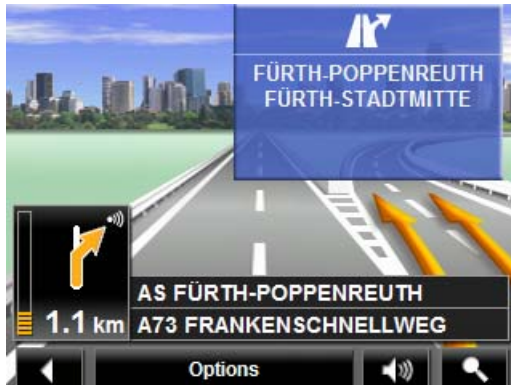 FÜRTH-POPPENREUTH
FÜRTH-STADTMITTE
AS FÜRTH-POPPENREUTH
1.1 km
A73 FRANKENSCHNELLWEG
Options